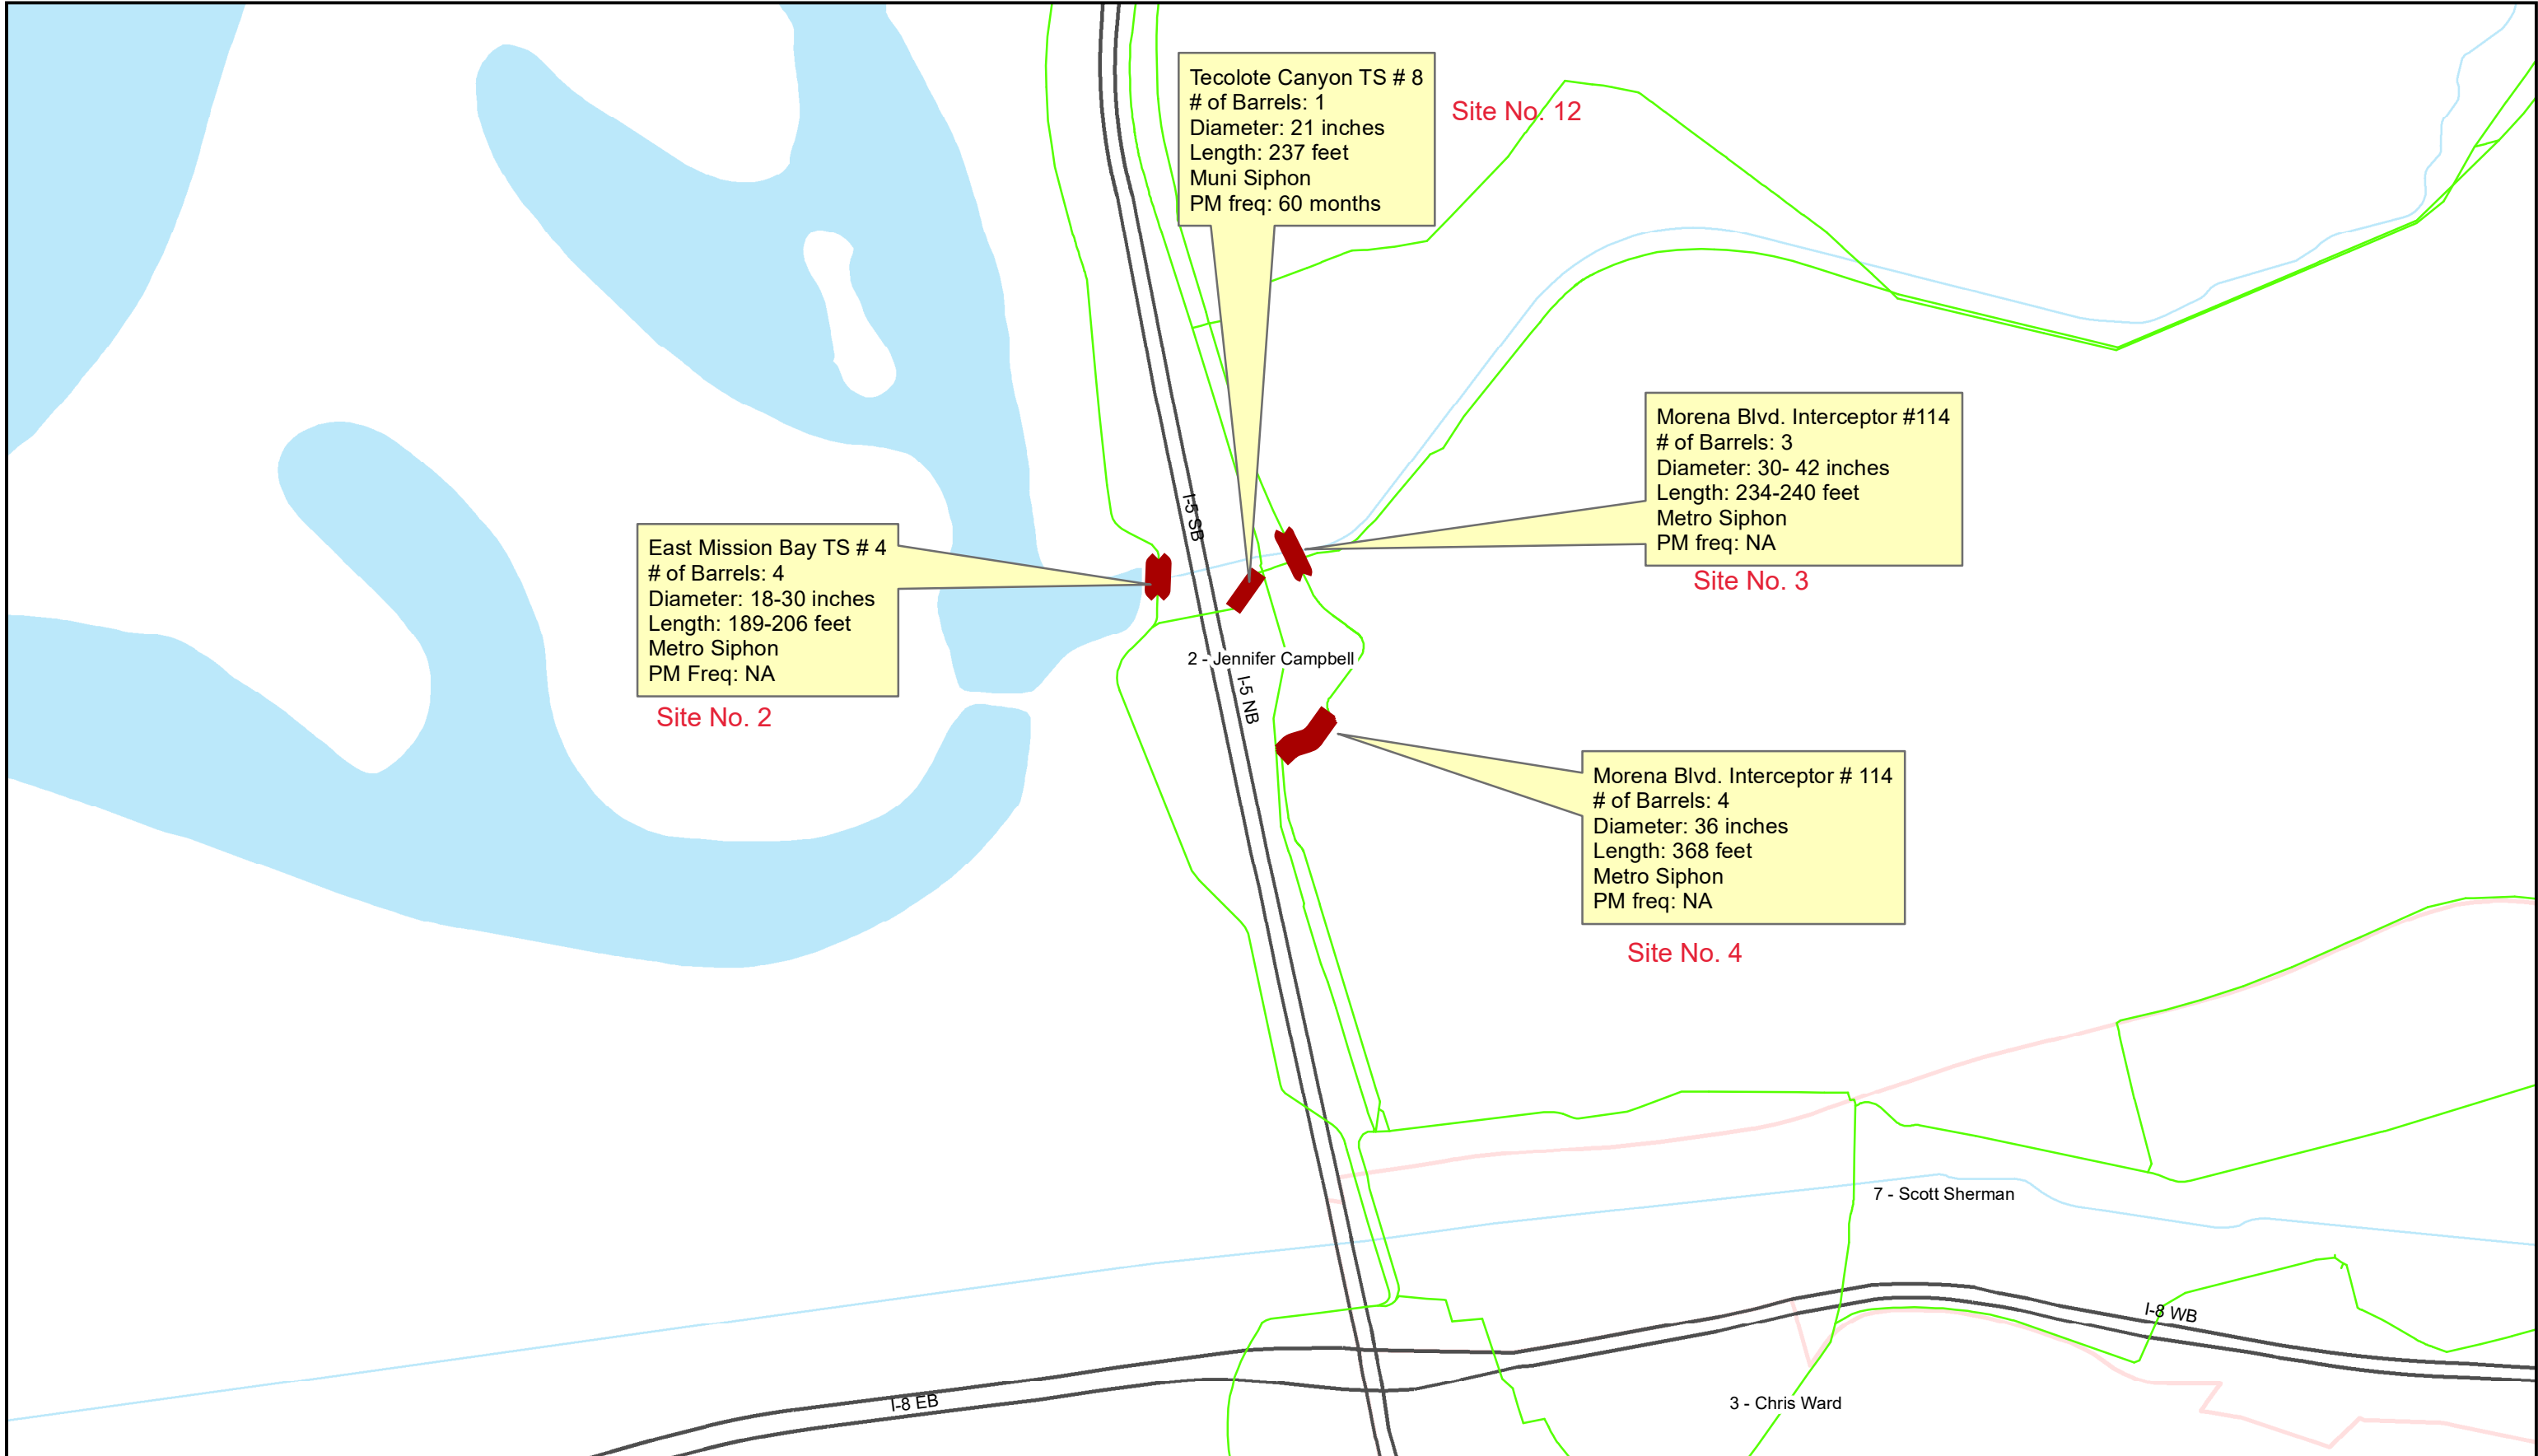 Tecolote Canyon TS # 8
# of Barrels: 1
Diameter: 21 inches
Length: 237 feet
Muni Siphon
PM freq: 60 months
Site No. 12
Morena Blvd. Interceptor #114
# of Barrels: 3
Diameter: 30- 42 inches
Length: 234-240 feet
Metro Siphon
PM freq: NA
Site No. 3
I-5 SB
East Mission Bay TS # 4
# of Barrels: 4
Diameter: 18-30 inches
Length: 189-206 feet
Metro Siphon
PM Freq: NA
Site No. 2
2 - Jennifer Campbell
I-5 NB
Morena Blvd. Interceptor # 114
# of Barrels: 4
Diameter: 36 inches
Length: 368 feet
Metro Siphon
PM freq: NA
Site No. 4
7 - Scott Sherman
I-8 WB
I-8 EB
3 - Chris Ward